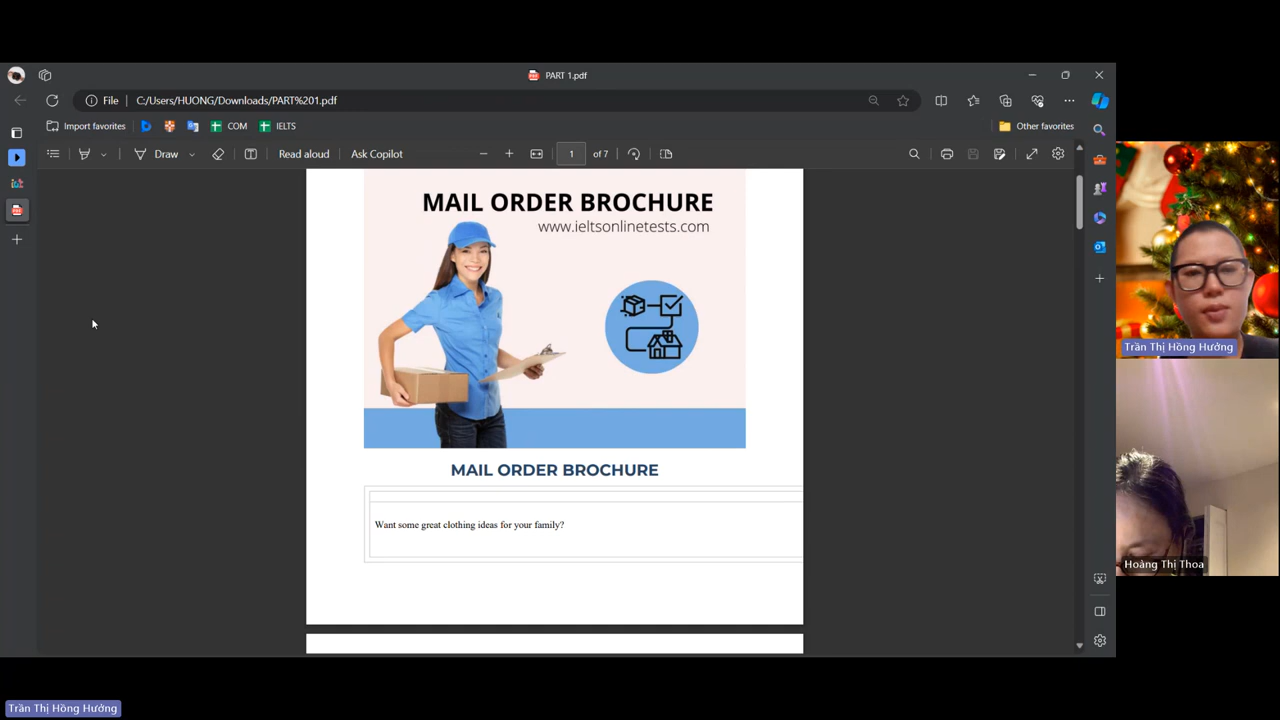 PART 1.pdf
File
C:/Users/HUONG/Downloads/PART%201.pdf
Import favorites
COM
IELTS
Other favorites
Draw
Read aloud
Ask Copilot
1
of 7
MAIL ORDER BROCHURE
www.ieltsonlinetests.com
MAIL ORDER BROCHURE
Want some great clothing ideas for your family?
Trần Thị Hồng Hưởng
Hoàng Thị Thoa
Trần Thị Hồng Hưởng